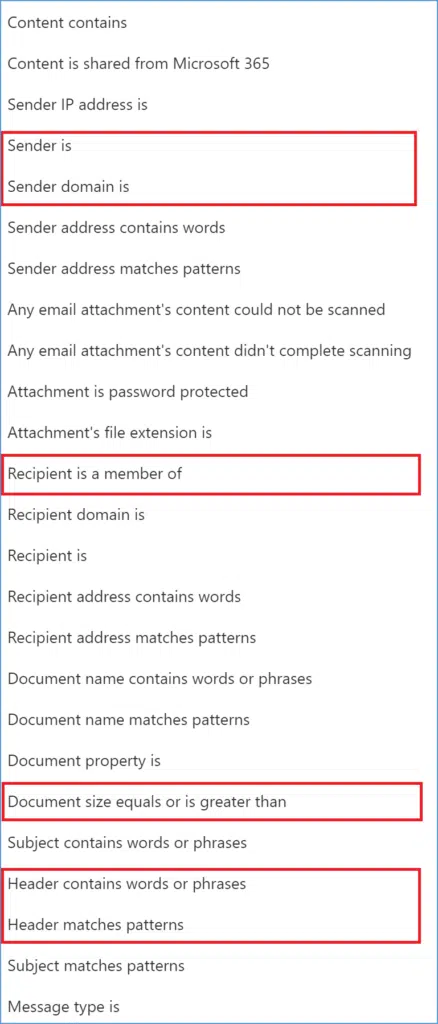 Content contains
Content is shared from Microsoft 365
Sender IP address is
Sender is
Sender domain is
Sender address contains words
Sender address matches patterns
Any email attachment's content could not be scanned
Any email attachment's content didn't complete scanning
Attachment is password protected
Attachment's file extension is
Recipient is a member of
Recipient domain is
Recipient is
Recipient address contains words
Recipient address matches patterns
Document name contains words or phrases
Document name matches patterns
Document property is
Document size equals or is greater than
Subject contains words or phrases
Header contains words or phrases
Header matches patterns
Subject matches patterns
Message type is